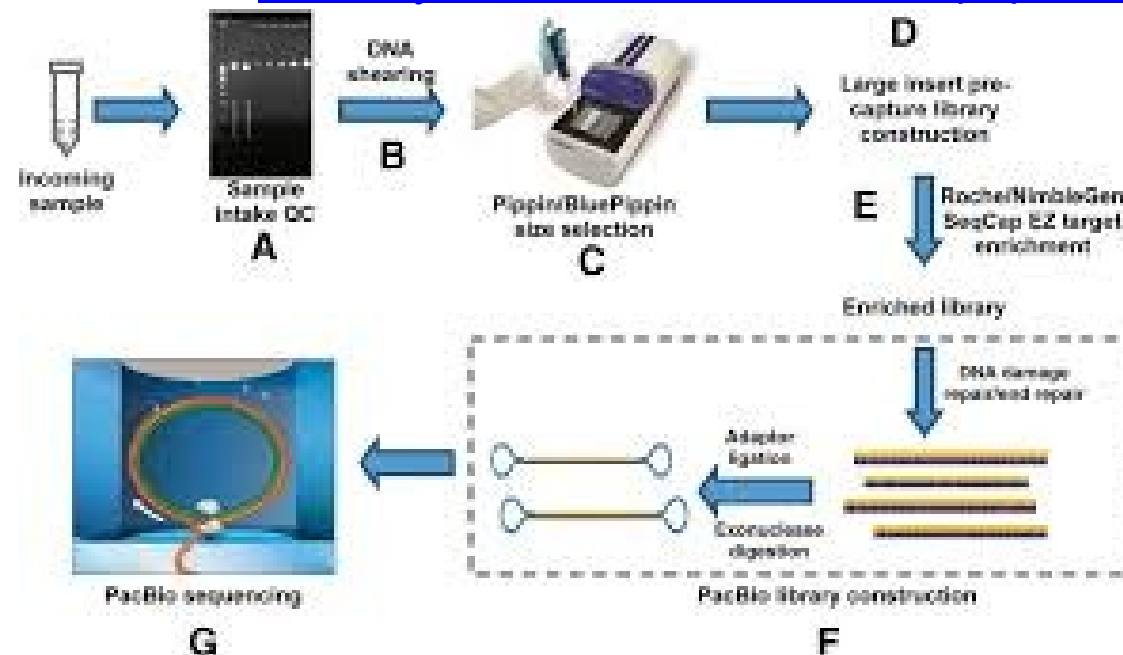 Incoming
sample
Sample
intake QC
A
DNA
shearing
B
Pippin/BluePippin
size selection
C
D
Large insert pre-
capture library
construction
E
Roche/NimbleGen
SeqCap EZ target
enrichment
Enriched library
DNA damage
repair/end repair
Adaptor
ligation
Exonuclease
digestion
PacBio library construction
F
PacBio sequencing
G